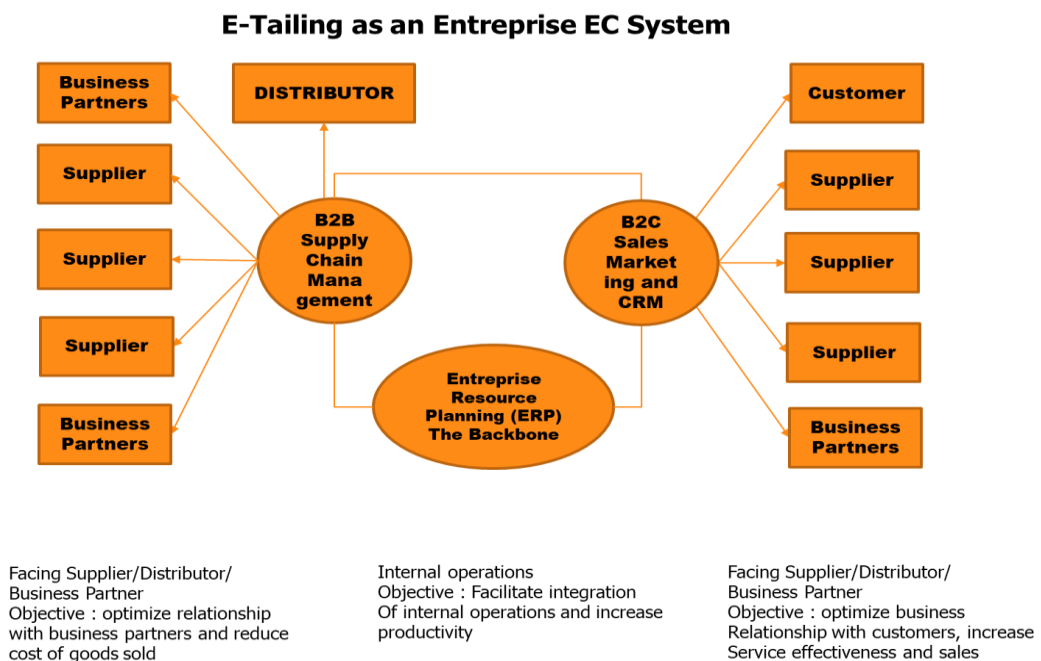 E-Tailing as an Entreprise EC System
Business
Partners
DISTRIBUTOR
Customer
Supplier
Supplier
B2B
Supply
Chain
Mana
gement
B2C
Sales
Market
ing and
CRM
Supplier
Supplier
Supplier
Supplier
Entreprise
Resource
Planning (ERP)
The Backbone
Business
Partners
Business
Partners
Facing Supplier/Distributor/
Business Partner
Objective : optimize relationship
with business partners and reduce
cost of goods sold
Internal operations
Objective : Facilitate integration
Of internal operations and increase
productivity
Facing Supplier/Distributor/
Business Partner
Objective : optimize business
Relationship with customers, increase
Service effectiveness and sales